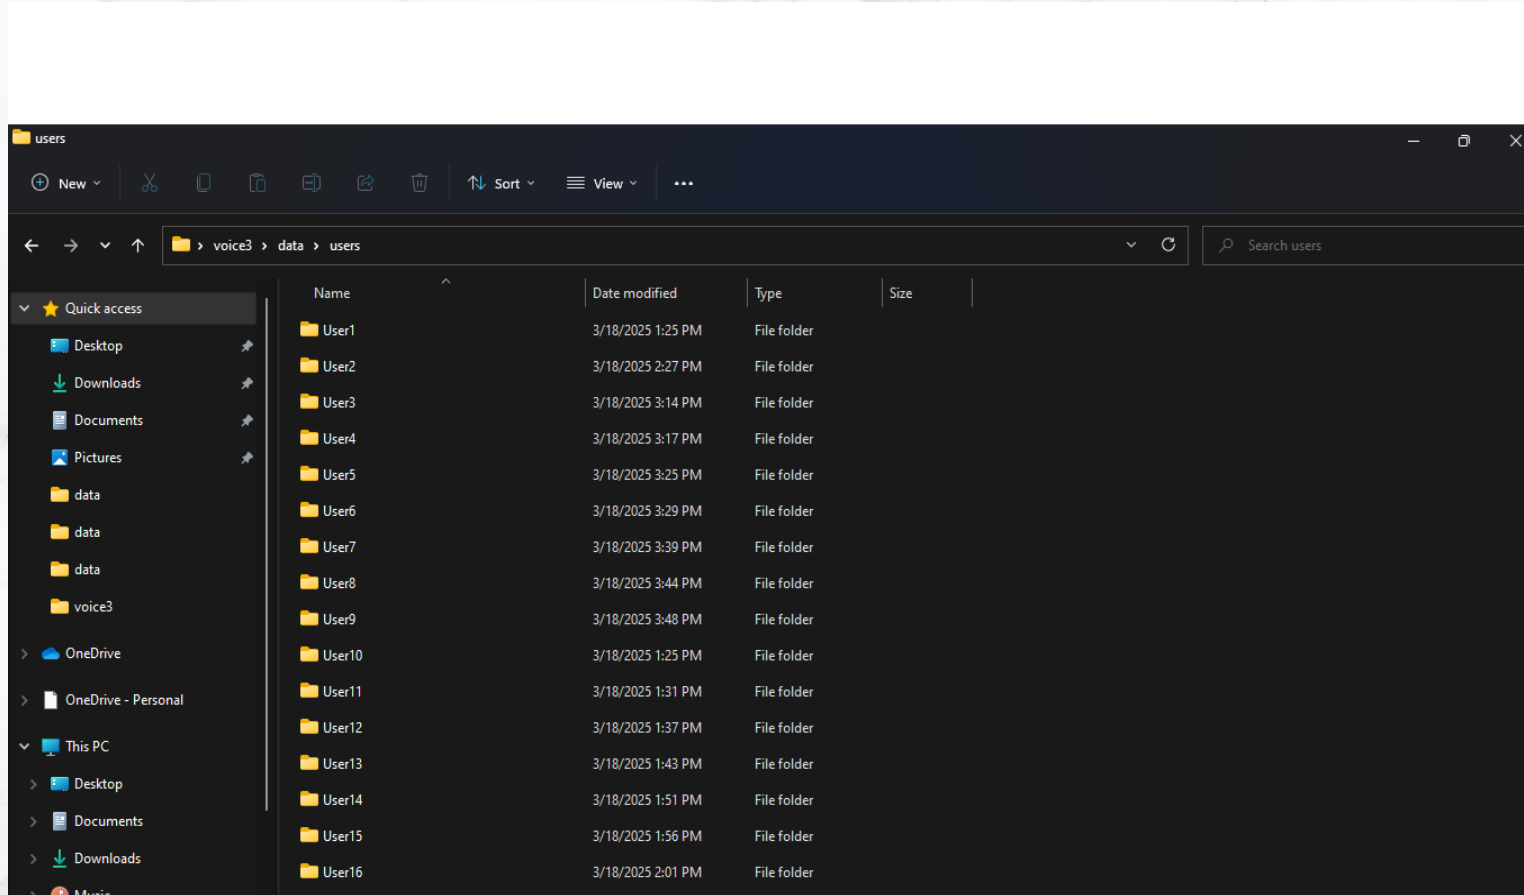 users
New Sort View
voice3 > data > users
Search users
Name Date modified Type Size
Quick access
Desktop
Downloads
Documents
Pictures
data
data
data
voice3
OneDrive
OneDrive - Personal
This PC
Desktop
Documents
Downloads
Music
User1 3/18/2025 1:25 PM File folder
User2 3/18/2025 2:27 PM File folder
User3 3/18/2025 3:14 PM File folder
User4 3/18/2025 3:17 PM File folder
User5 3/18/2025 3:25 PM File folder
User6 3/18/2025 3:29 PM File folder
User7 3/18/2025 3:39 PM File folder
User8 3/18/2025 3:44 PM File folder
User9 3/18/2025 3:48 PM File folder
User10 3/18/2025 1:25 PM File folder
User11 3/18/2025 1:31 PM File folder
User12 3/18/2025 1:37 PM File folder
User13 3/18/2025 1:43 PM File folder
User14 3/18/2025 1:51 PM File folder
User15 3/18/2025 1:56 PM File folder
User16 3/18/2025 2:01 PM File folder